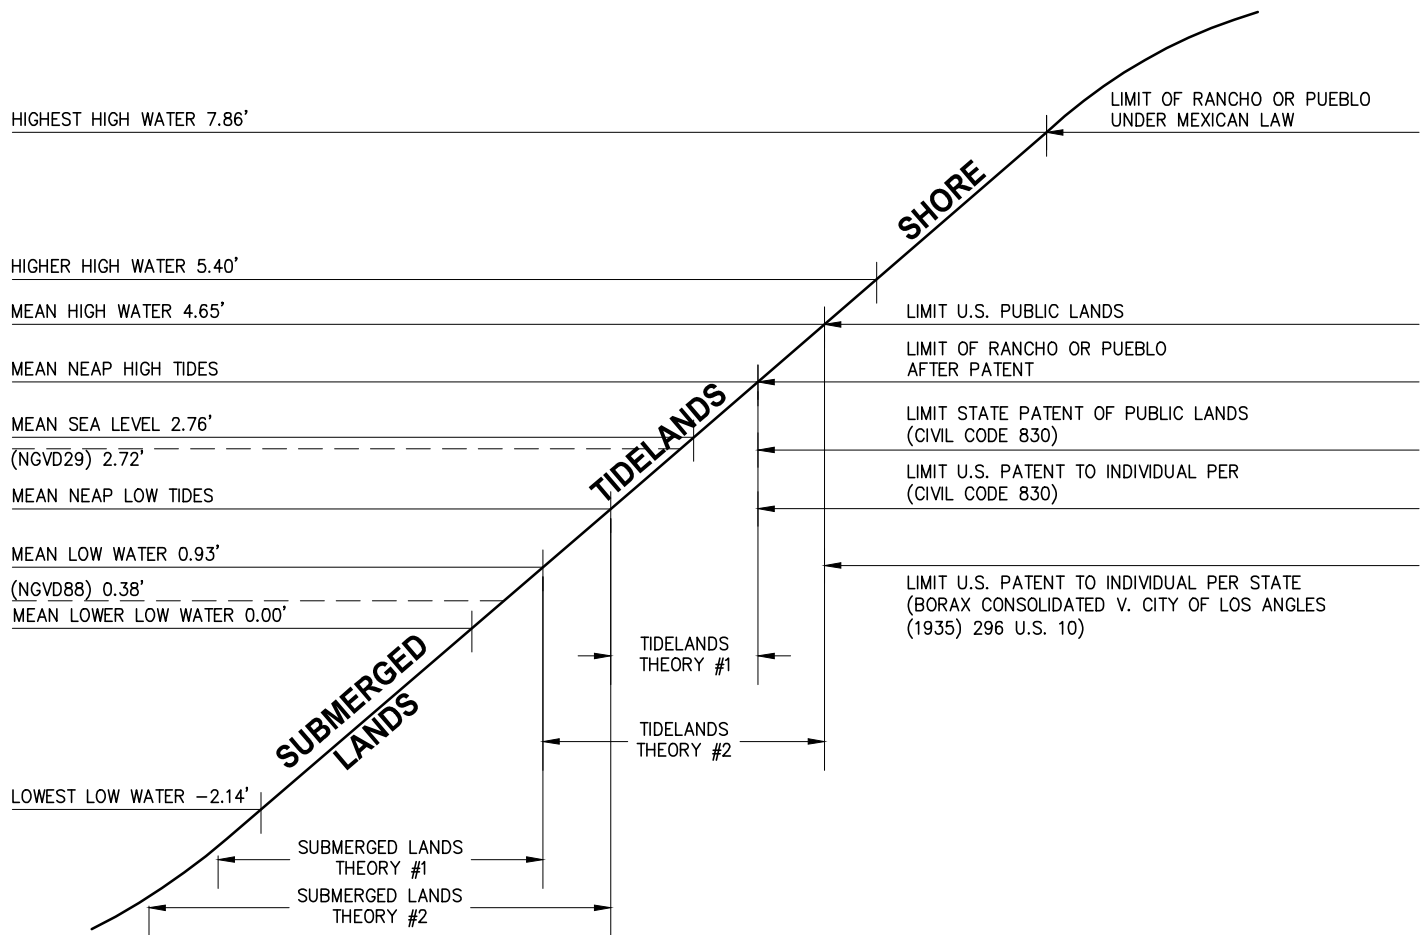 LIMIT OF RANCHO OR PUEBLO
UNDER MEXICAN LAW
HIGHEST HIGH WATER 7.86'
SHORE
HIGHER HIGH WATER 5.40'
MEAN HIGH WATER 4.65'
LIMIT U.S. PUBLIC LANDS
LIMIT OF RANCHO OR PUEBLO
AFTER PATENT
MEAN NEAP HIGH TIDES
TIDELANDS
LIMIT STATE PATENT OF PUBLIC LANDS
(CIVIL CODE 830)
MEAN SEA LEVEL 2.76'
(NGVD29) 2.72'
LIMIT U.S. PATENT TO INDIVIDUAL PER
(CIVIL CODE 830)
MEAN NEAP LOW TIDES
MEAN LOW WATER 0.93'
(NGVD88) 0.38'
MEAN LOWER LOW WATER 0.00'
LIMIT U.S. PATENT TO INDIVIDUAL PER STATE
(BORAX CONSOLIDATED V. CITY OF LOS ANGLES
(1935) 296 U.S. 10)
TIDELANDS
THEORY #1
SUBMERGED
LANDS
TIDELANDS
THEORY #2
LOWEST LOW WATER −2.14'
SUBMERGED LANDS
THEORY #1
SUBMERGED LANDS
THEORY #2